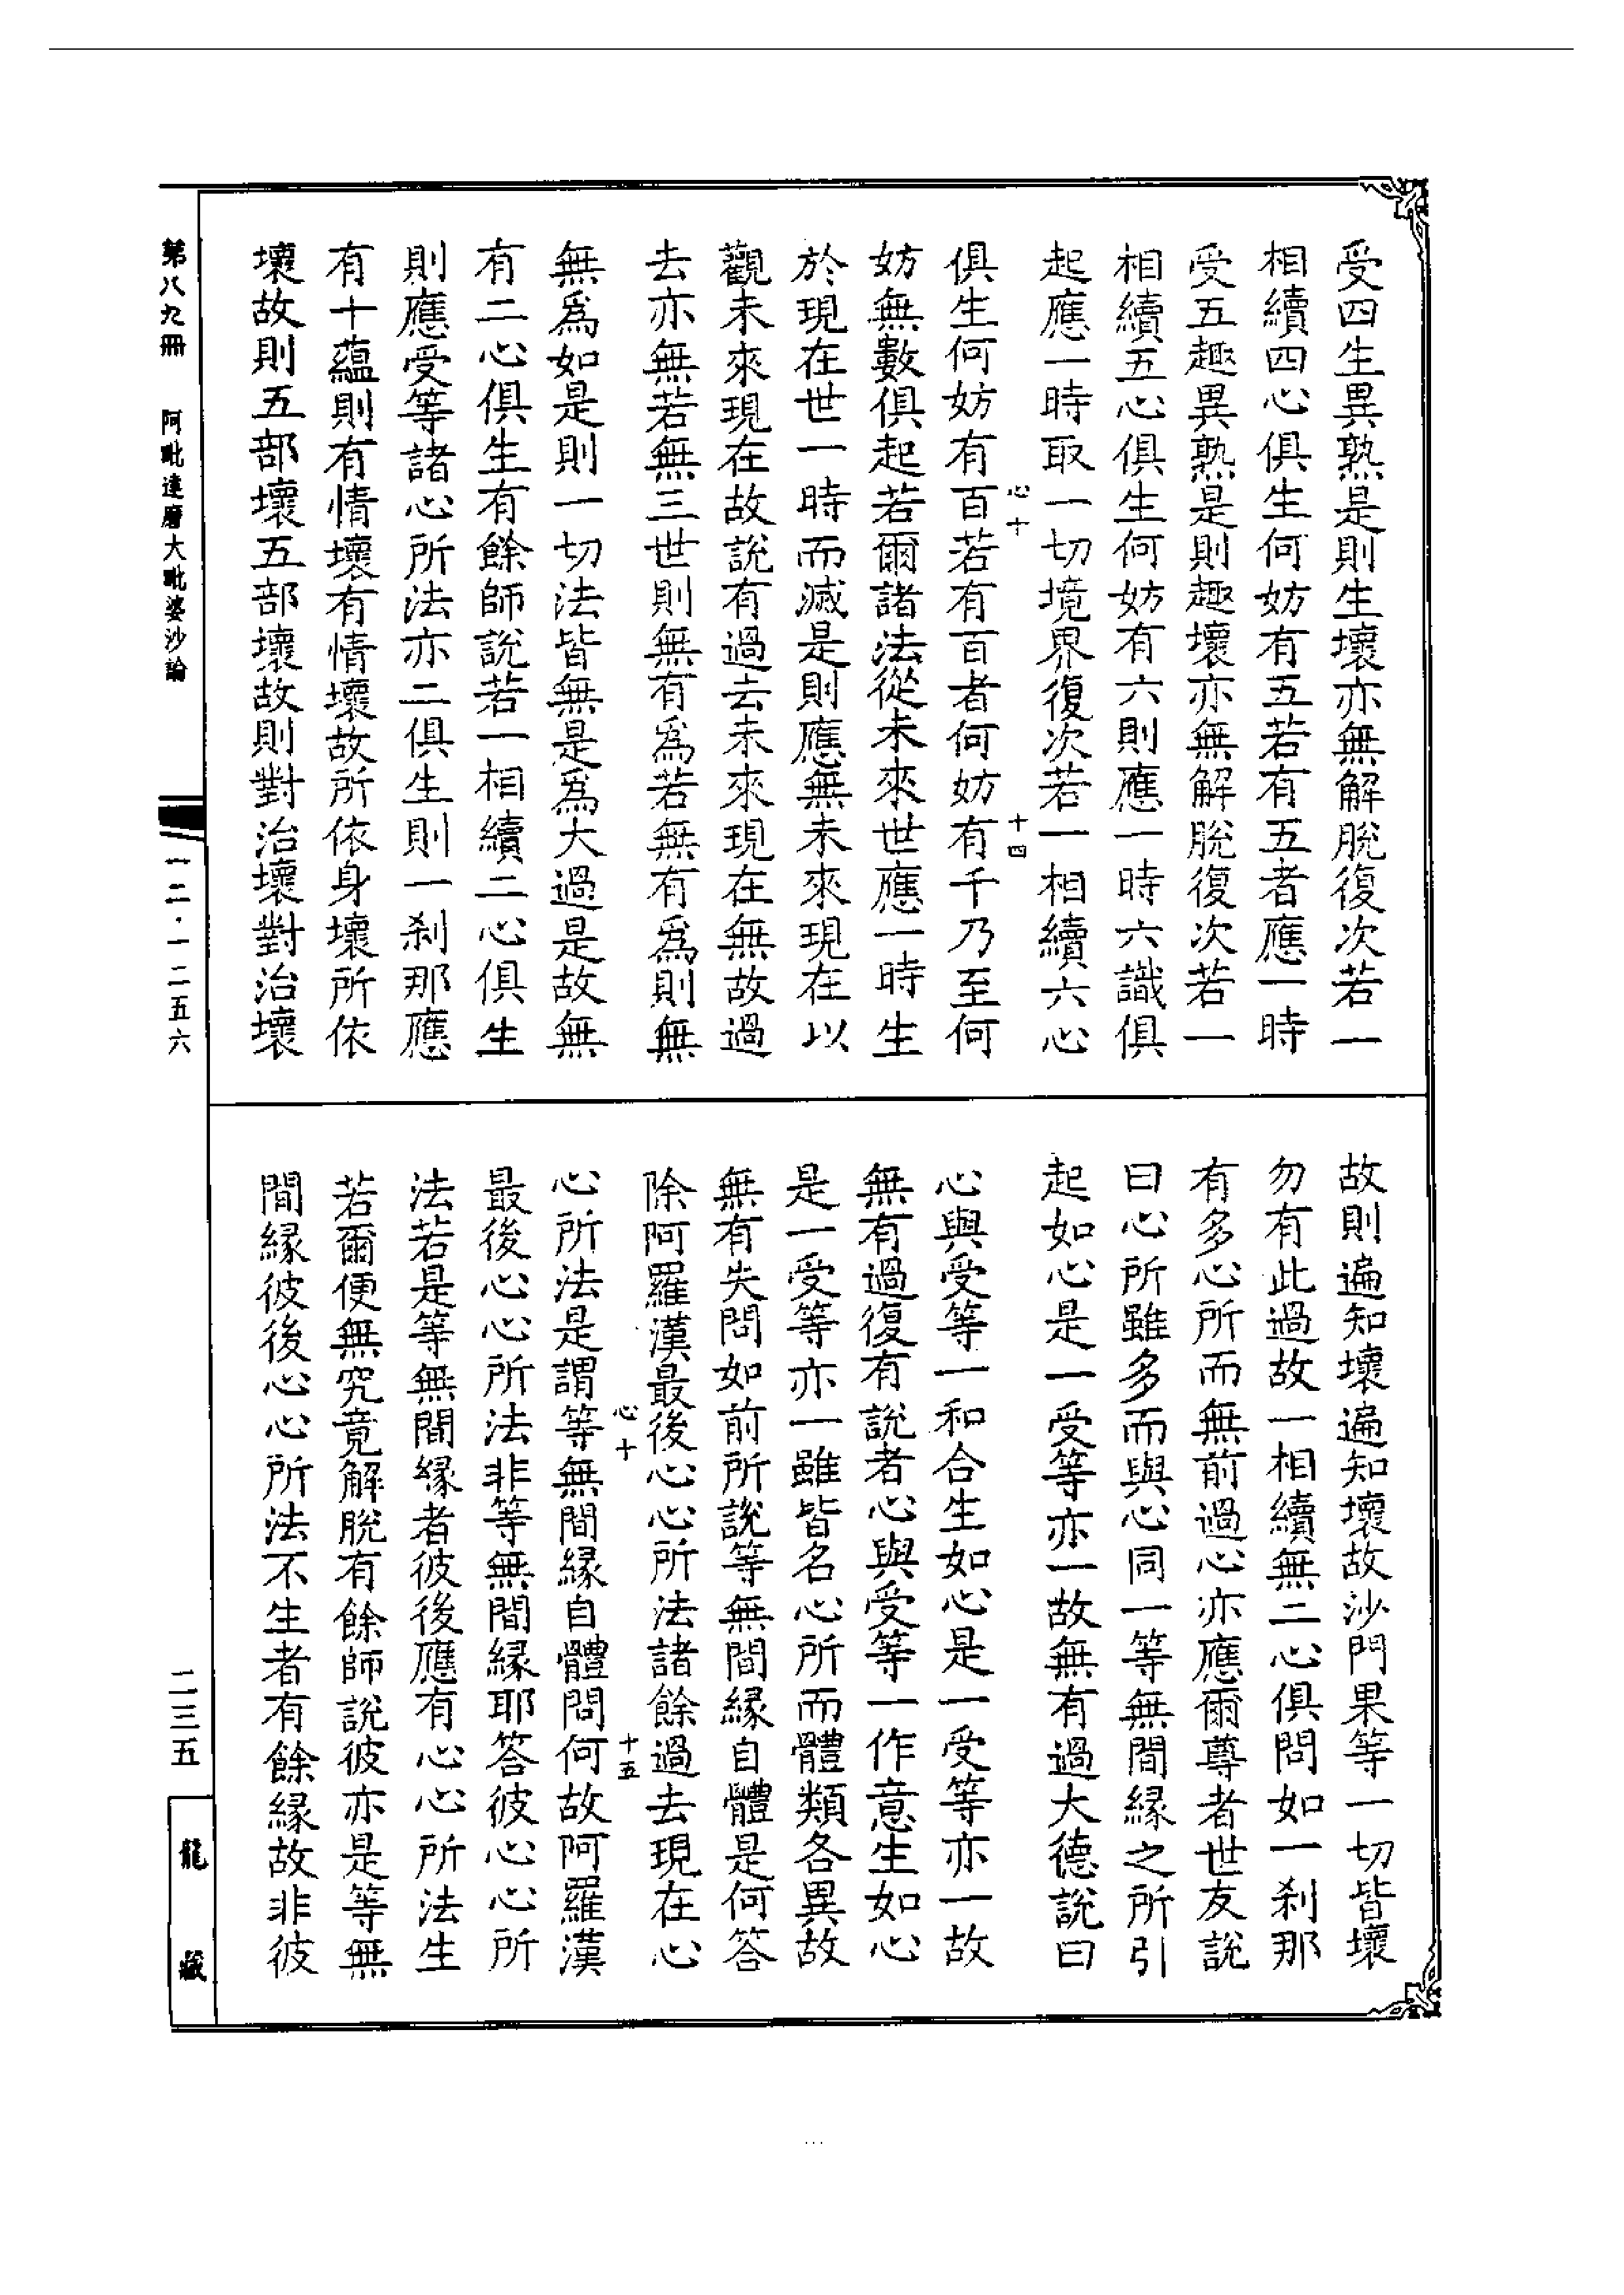 受四生異熟是則生壞亦無解脫復次若一
相續四心俱生何妨有五若有五者應一時
受五趣異熟是則趣壞亦無解脫復次若一
相續五心俱生何妨有六則應一時六識俱
起應一時取一切境界復次若一相續六心
心十 十四
俱生何妨有百若有百者何妨有千乃至何
妨無數俱起若爾諸法從未來世應一時生
於現在世一時而滅是則應無未來現在以
觀未來現在故說有過去未來現在無故過
去亦無若無三世則無有爲若無有爲則無
無爲如是則一切法皆無是爲大過是故無
有二心俱生有餘師說若一相續二心俱生
則應受等諸心所法亦二俱生則一刹那應
有十蘊則有情壞有情壞故所依身壞所依
壞故則五部壞五部壞故則對治壞對治壞
故則遍知壞遍知壞故沙門果等一切皆壞
勿有此過故一相續無二心俱問如一刹那
有多心所而無前過心亦應爾尊者世友說
曰心所雖多而與心同一等無間緣之所引
起如心是一受等亦一故無有過大德說曰
心與受等一和合生如心是一受等亦一故
無有過復有說者心與受等一作意生如心
是一受等亦一雖皆名心所而體類各異故
無有失問如前所說等無間緣自體是何答
除阿羅漢最後心心所法諸餘過去現在心
心十 十五
心所法是謂等無間緣自體問何故阿羅漢
最後心心所法非等無間緣耶答彼心心所
法若是等無間緣者彼後應有心心所法生
若爾便無究竟解脫有餘師說彼亦是等無
間緣彼後心心所法不生者有餘緣故非彼
第八九冊 阿毗達磨大毗婆沙論
一二·一二五六
二三五
龍藏